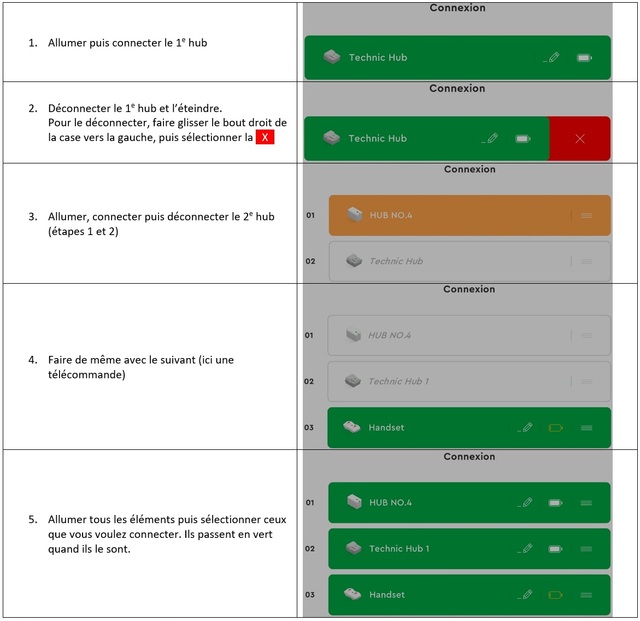 Connexion
1. Allumer puis connecter le 1e hub
Technic Hub
Connexion
2. Déconnecter le 1e hub et l’éteindre.
Pour le déconnecter, faire glisser le bout droit de
la case vers la gauche, puis sélectionner la X
Technic Hub
Connexion
3. Allumer, connecter puis déconnecter le 2e hub
(étapes 1 et 2)
01 HUB NO.4
02 Technic Hub
Connexion
4. Faire de même avec le suivant (ici une
télécommande)
01 HUB NO.4
02 Technic Hub 1
03 Handset
Connexion
5. Allumer tous les éléments puis sélectionner ceux
que vous voulez connecter. Ils passent en vert
quand ils le sont.
01 HUB NO.4
02 Technic Hub 1
03 Handset